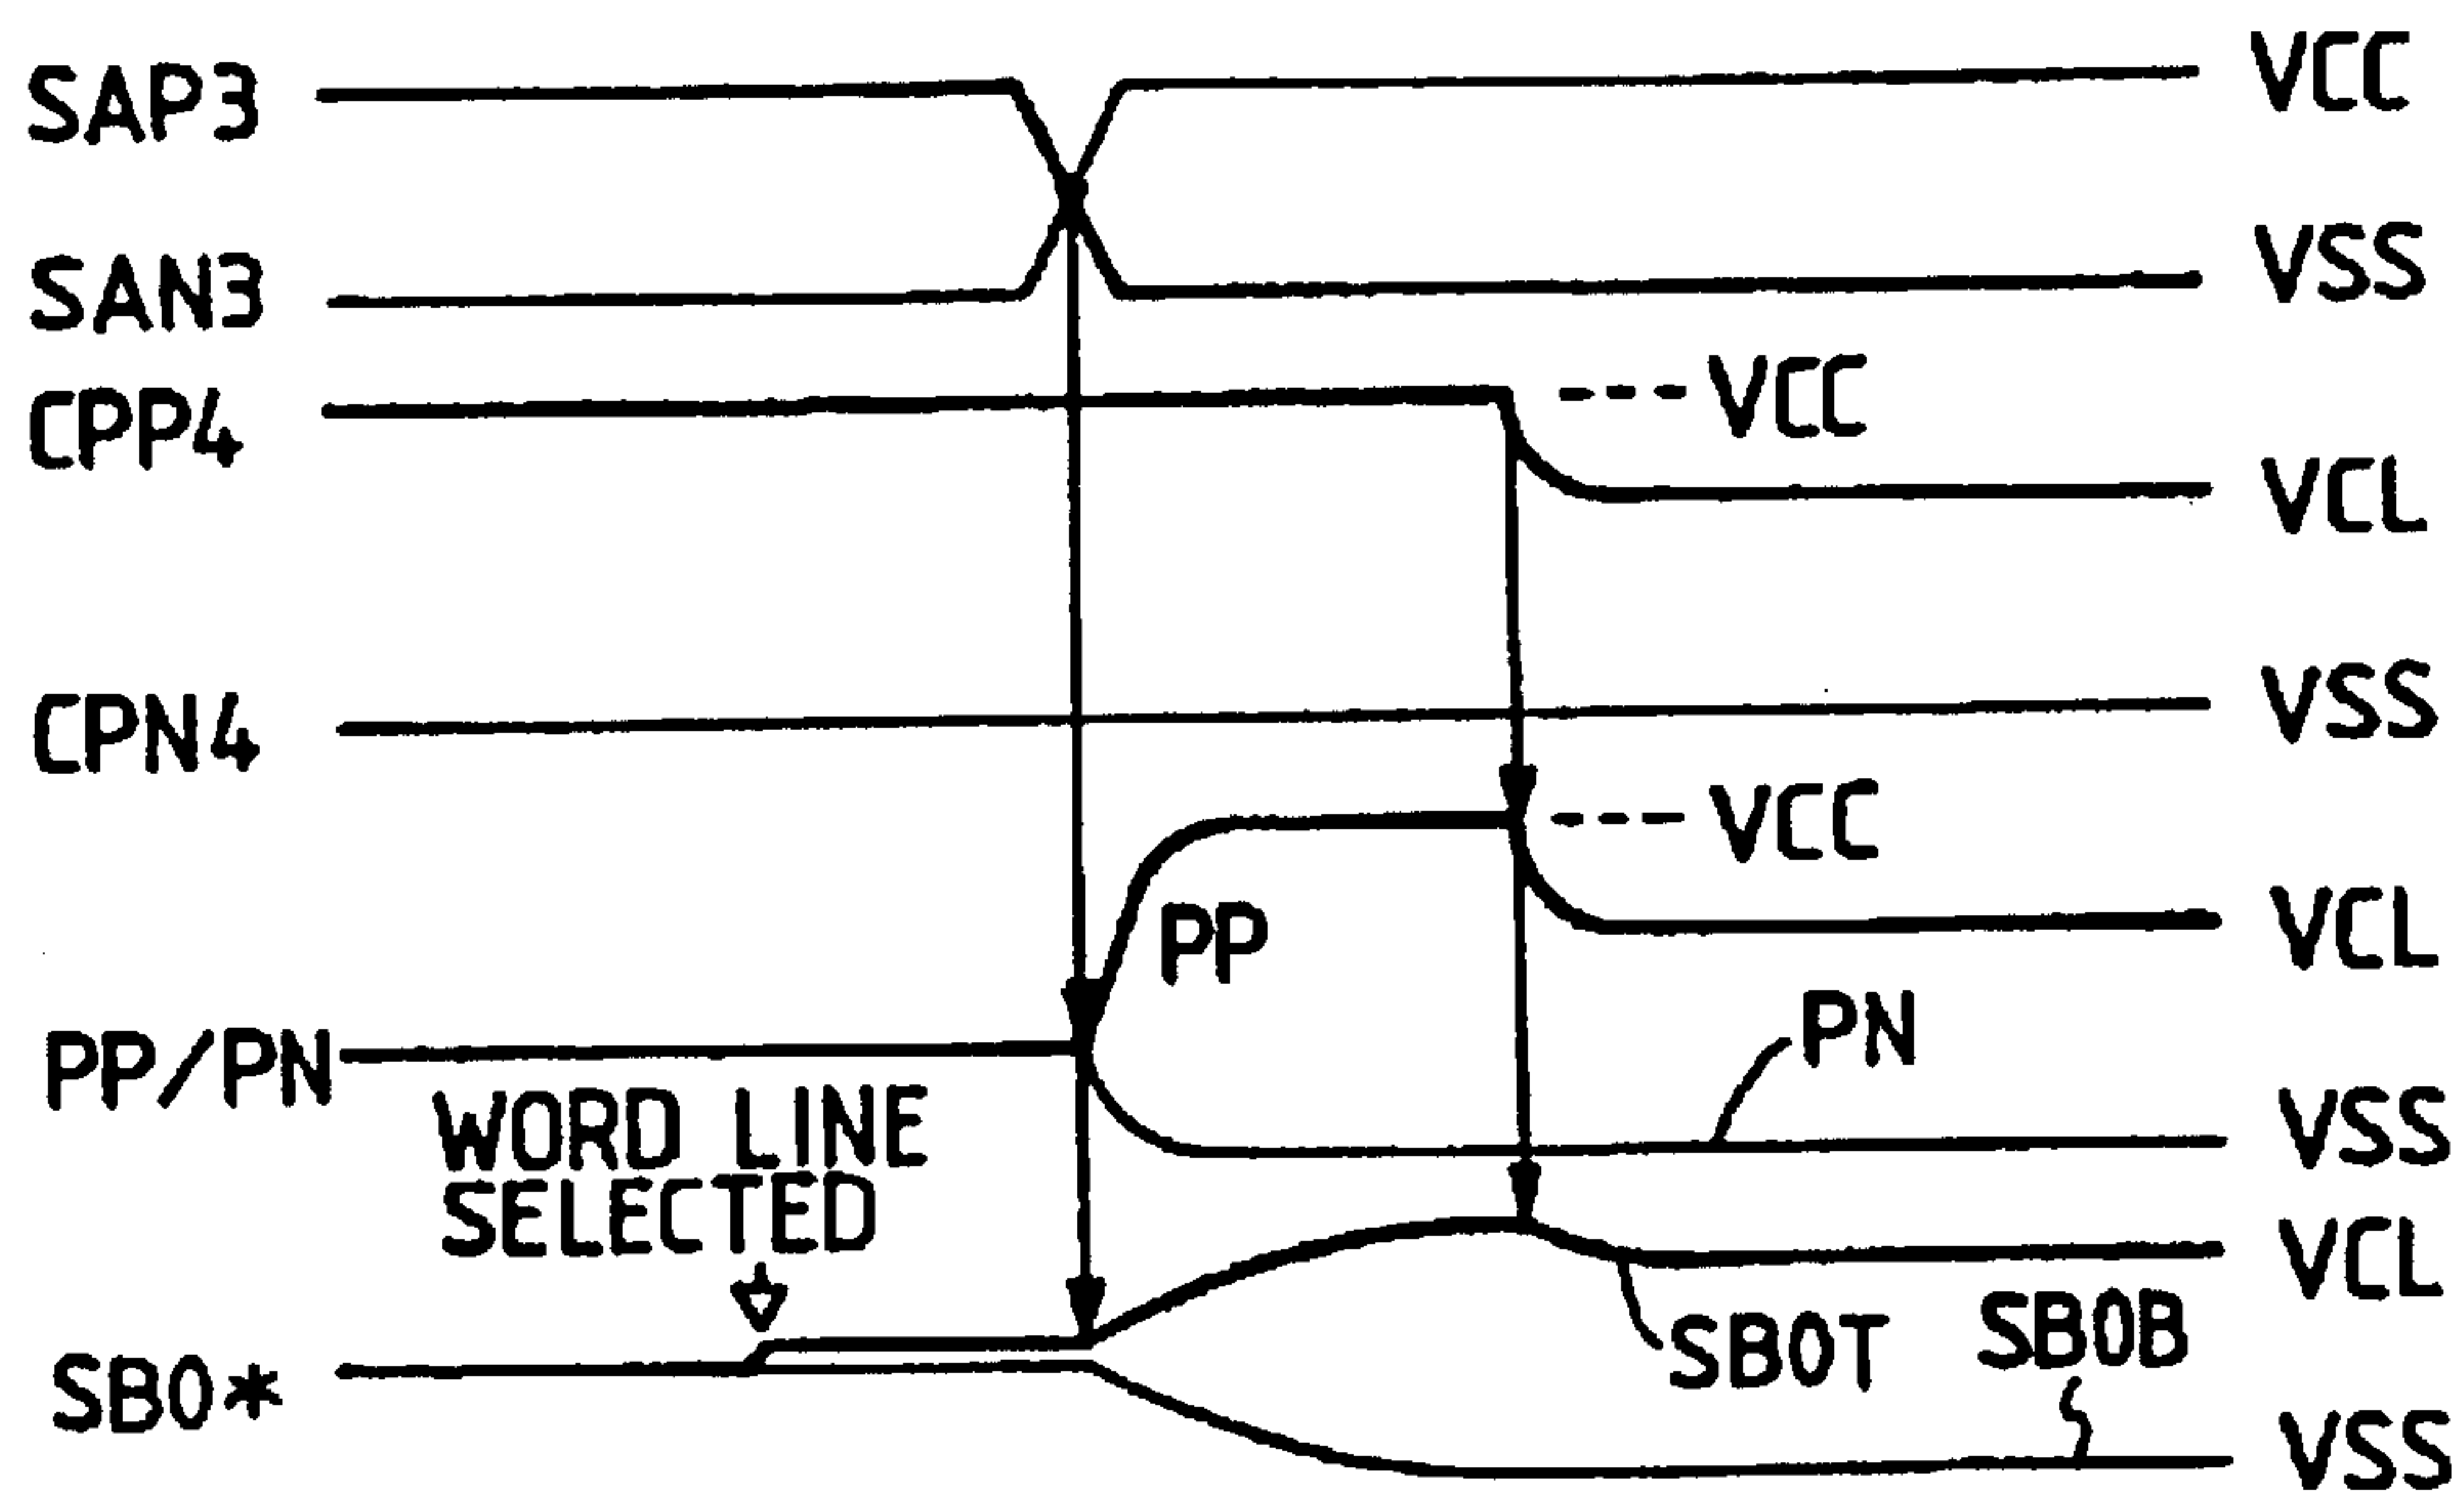 SAP3
VCC
SAN3
VSS
CPP4
---VCC
VCL
CPN4
VSS
---VCC
PP
VCL
PN
PP/PN
WORD LINE
SELECTED
VSS
VCL
SB0T
SB0B
SB0*
VSS